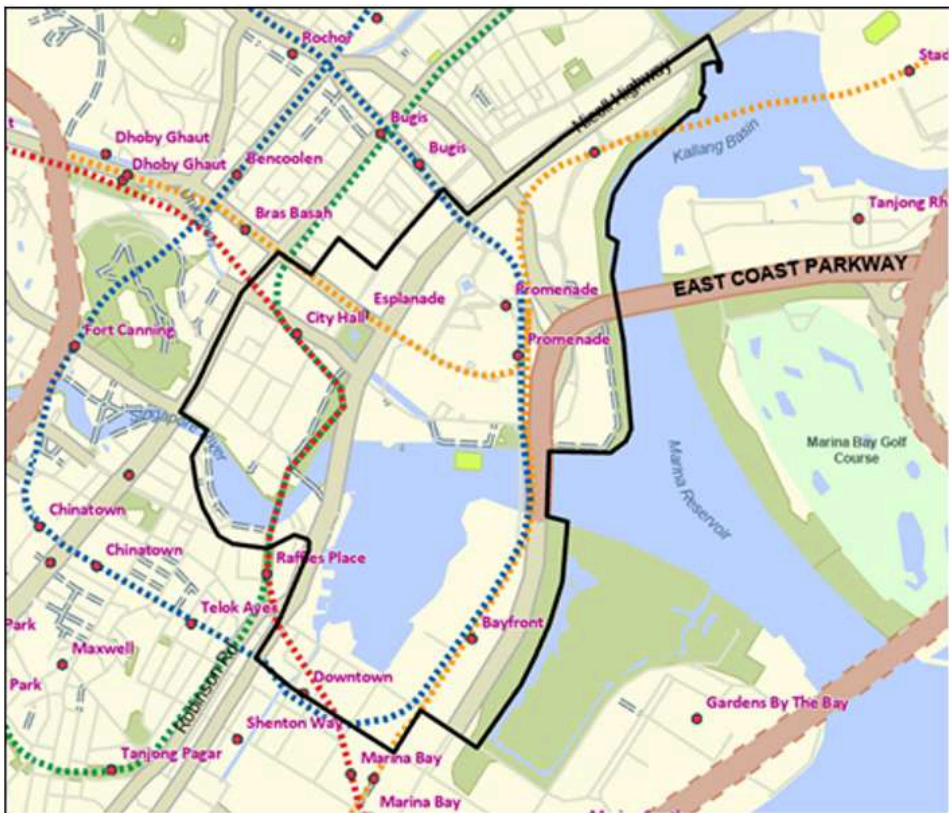 Rochor
Stad
Nicoll Highway
Bugis
t
Dhoby Ghaut
Bugis
Kallang Basin
Dhoby Ghaut
Bencoolen
Tanjong Rh
Bras Basah
EAST COAST PARKWAY
Esplanade
Promenade
City Hall
Fort Canning
Promenade
Singapore River
Marina Bay Golf
Course
Marina Reservoir
Chinatown
Chinatown
Raffles Place
Telok Ayer
Park
Bayfront
Maxwell
Robinson Rd
Park
Downtown
Gardens By The Bay
Shenton Way
Tanjong Pagar
Marina Bay
Marina Bay